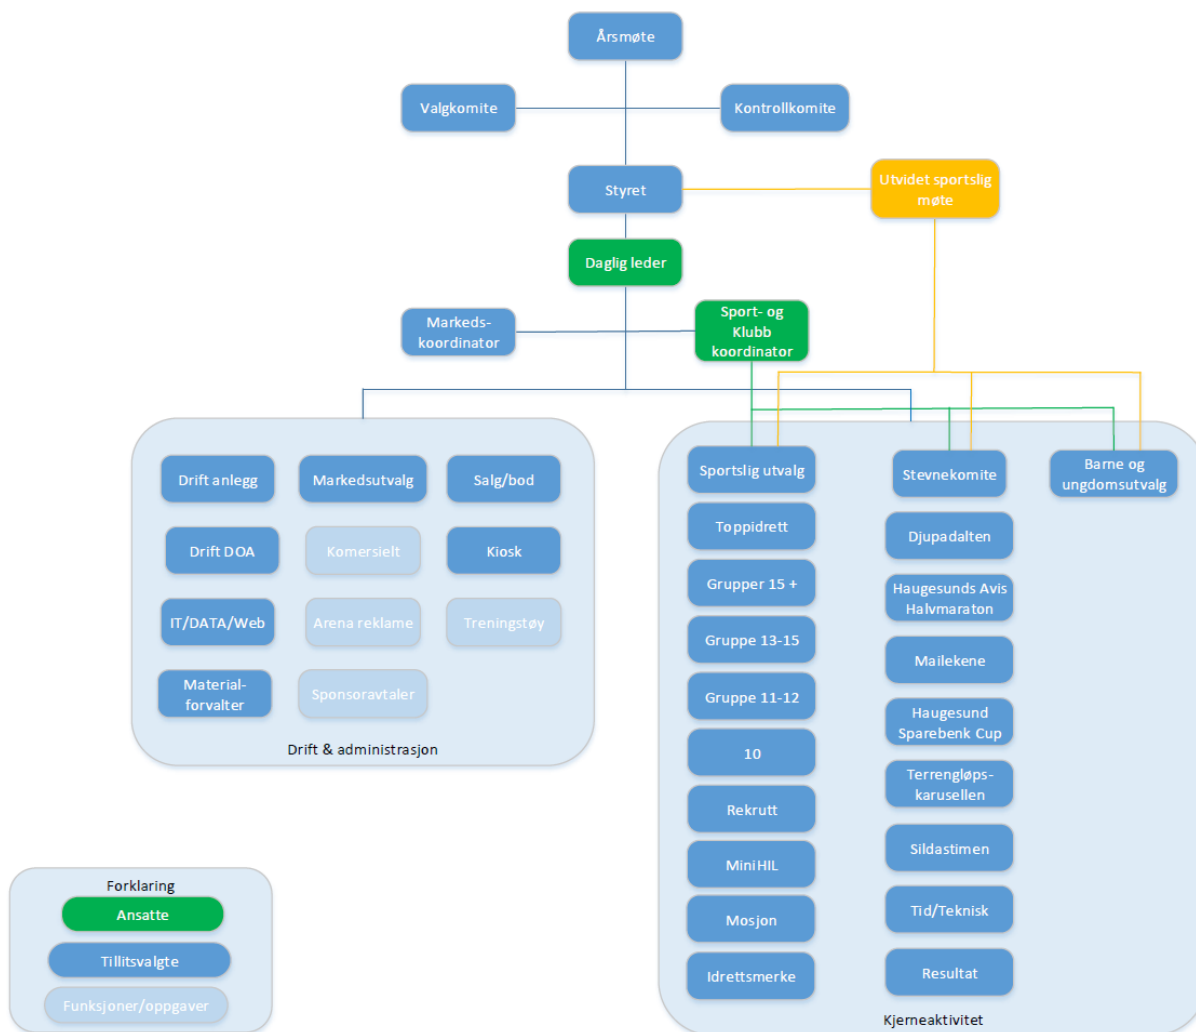 Årsmøte
Valgkomite
Kontrollkomite
Styret
Utvidet sportslig
møte
Daglig leder
Markeds-
koordinator
Sport- og
Klubb
koordinator
Drift anlegg
Markedsutvalg
Salg/bod
Drift DOA
Komersielt
Kiosk
IT/DATA/Web
Arena reklame
Treningstøy
Material-
forvalter
Sponsoravtaler
Drift & administrasjon
Sportslig utvalg
Toppidrett
Grupper 15 +
Gruppe 13-15
Gruppe 11-12
10
Rekrutt
MiniHIL
Mosjon
Idrettsmerke
Stevnekomite
Djupadalten
Haugesunds Avis
Halvmaraton
Mailekene
Haugesund
Sparebenk Cup
Terrengløps-
karusellen
Sildastimen
Tid/Teknisk
Resultat
Barne og
ungdomsutvalg
Kjerneaktivitet
Forklaring
Ansatte
Tillitsvalgte
Funksjoner/oppgaver